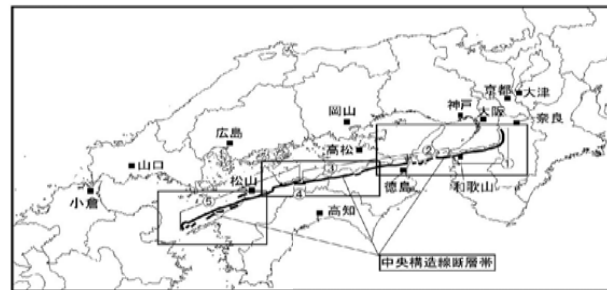 京都 大津
神戸 大阪 奈良
岡山
広島
高松 ② ①
山口 ③
松山 徳島 和歌山
小倉 ⑤ ④ 高知
中央構造線断層帯